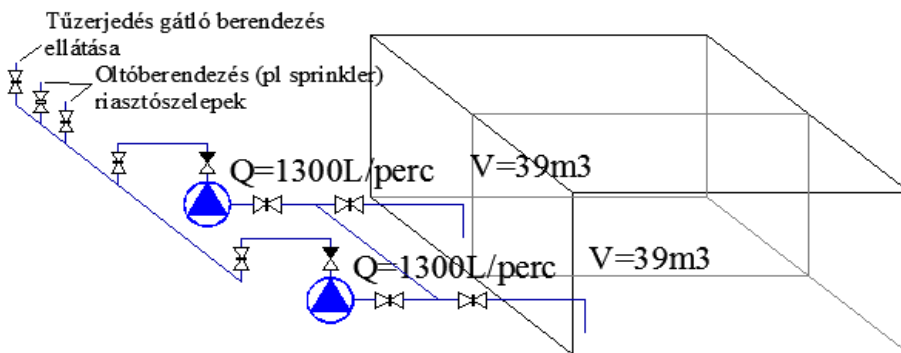 Tűzerjedés gátló berendezés
ellátása
Oltóberendezés (pl sprinkler)
riasztószelepek
Q=1300L/perc
V=39m3
Q=1300L/perc
V=39m3